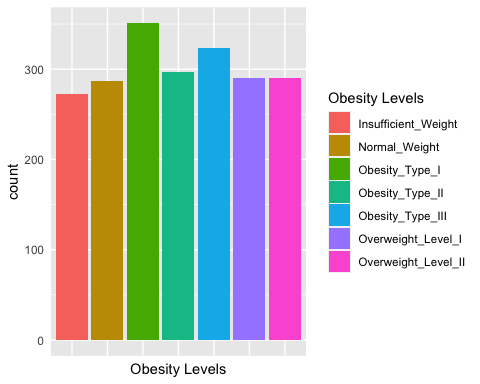 300
200
100
0
count
Obesity Levels
Obesity Levels
Insufficient_Weight
Normal_Weight
Obesity_Type_I
Obesity_Type_II
Obesity_Type_III
Overweight_Level_I
Overweight_Level_II